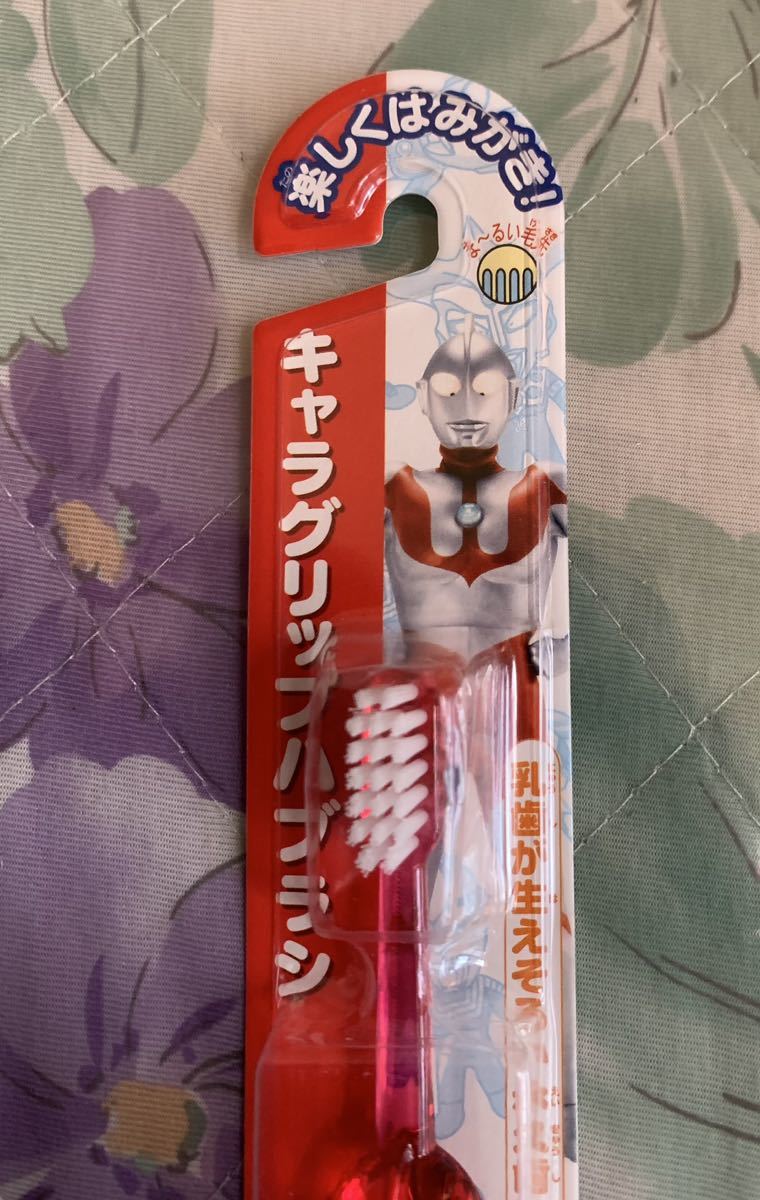 楽しくはみがき!
ま~るい毛先
キャラグリップハブラシ
乳歯が生えそろ